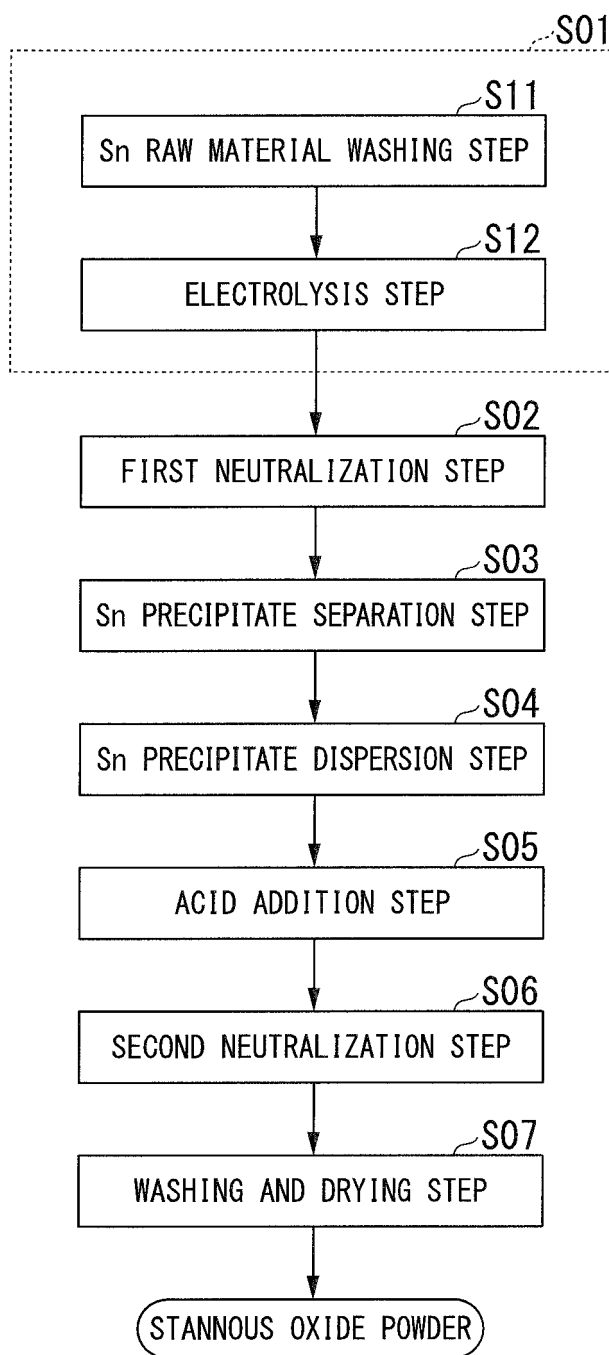 S01
S11
Sn RAW MATERIAL WASHING STEP
S12
ELECTROLYSIS STEP
S02
FIRST NEUTRALIZATION STEP
S03
Sn PRECIPITATE SEPARATION STEP
S04
Sn PRECIPITATE DISPERSION STEP
S05
ACID ADDITION STEP
S06
SECOND NEUTRALIZATION STEP
S07
WASHING AND DRYING STEP
STANNOUS OXIDE POWDER